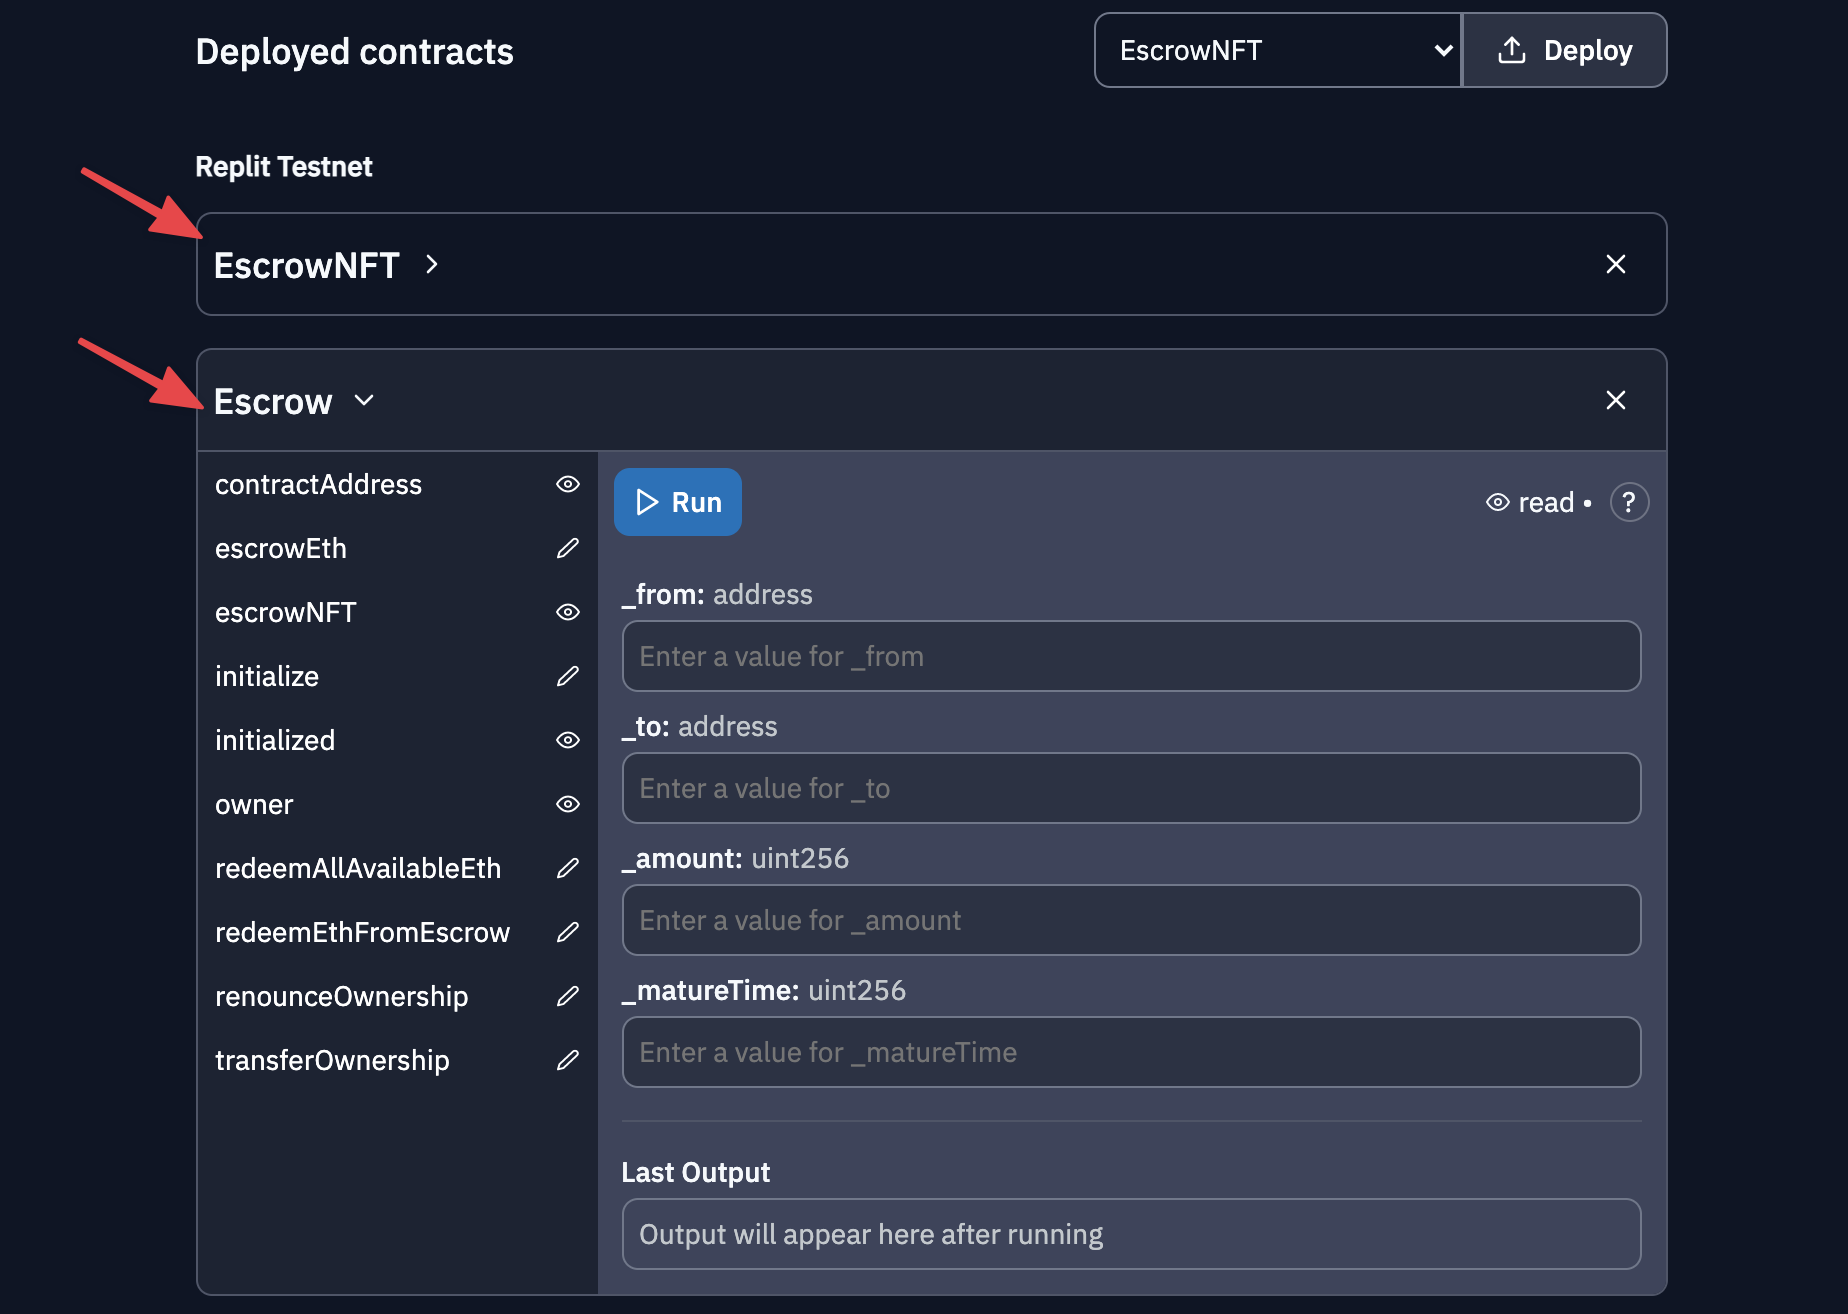 Deployed contracts
EscrowNFT
Deploy
Replit Testnet
EscrowNFT
Escrow
contractAddress
escrowEth
escrowNFT
initialize
initialized
owner
redeemAllAvailableEth
redeemEthFromEscrow
renounceOwnership
transferOwnership
Run
read • ?
_from: address
Enter a value for _from
_to: address
Enter a value for _to
_amount: uint256
Enter a value for _amount
_matureTime: uint256
Enter a value for _matureTime
Last Output
Output will appear here after running